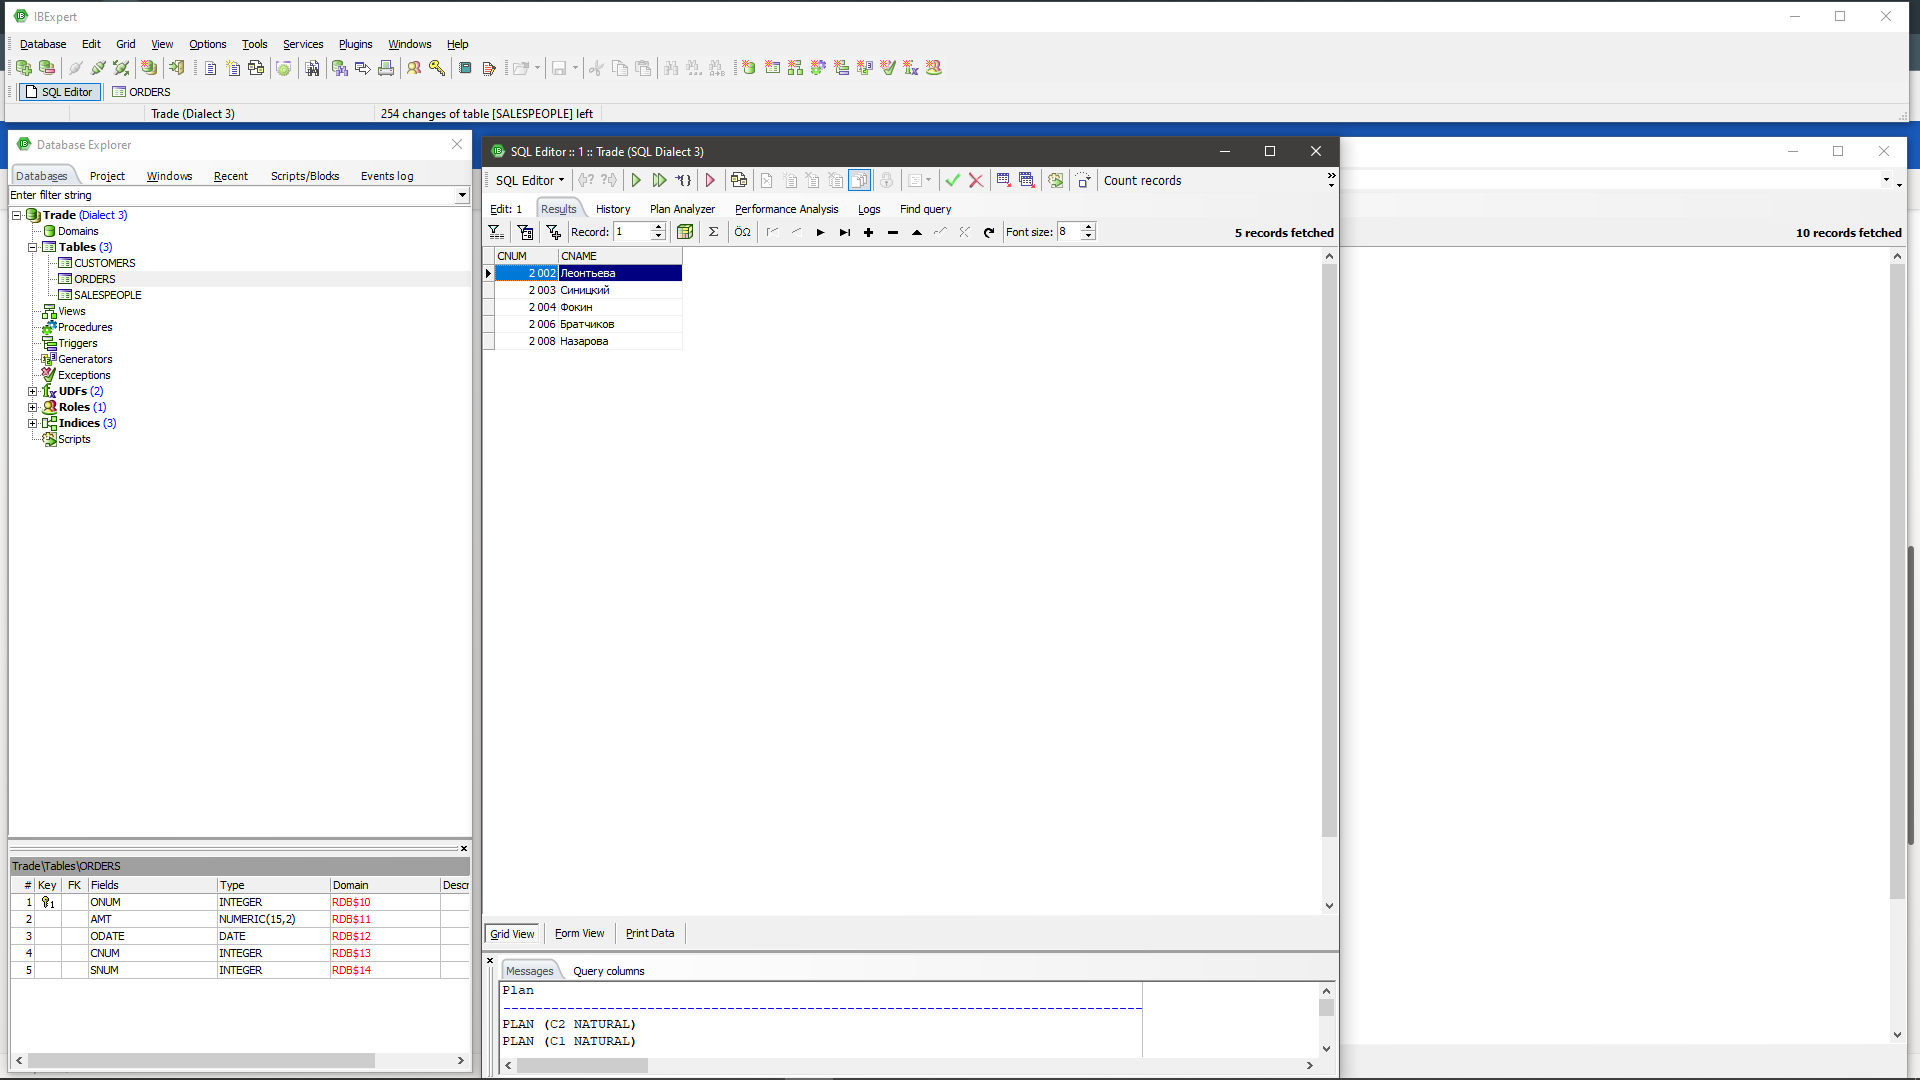 IBExpert
Database Edit Grid View Options Tools Services Plugins Windows Help
SQL Editor ORDERS
Trade (Dialect 3) 254 changes of table [SALESPEOPLE] left
Database Explorer
Databases Project Windows Recent Scripts/Blocks Events log
Enter filter string
Trade (Dialect 3)
Domains
Tables (3)
CUSTOMERS
ORDERS
SALESPEOPLE
Views
Procedures
Triggers
Generators
Exceptions
UDFs (2)
Roles (1)
Indices (3)
Scripts
Trade\Tables\ORDERS
# Key FK Fields Type Domain Descr
1 1 ONUM INTEGER RDB$10
2 AMT NUMERIC(15,2) RDB$11
3 ODATE DATE RDB$12
4 CNUM INTEGER RDB$13
5 SNUM INTEGER RDB$14
SQL Editor :: 1 :: Trade (SQL Dialect 3)
SQL Editor Count records
Edit: 1 Results History Plan Analyzer Performance Analysis Logs Find query
Record: 1 Font size: 8 5 records fetched
CNUM CNAME
2 002 Леонтьева
2 003 Синицкий
2 004 Фокин
2 006 Братчиков
2 008 Назарова
Grid View Form View Print Data
Messages Query columns
Plan
--------------------------------------------------------------------------------
PLAN (C2 NATURAL)
PLAN (C1 NATURAL)
10 records fetched